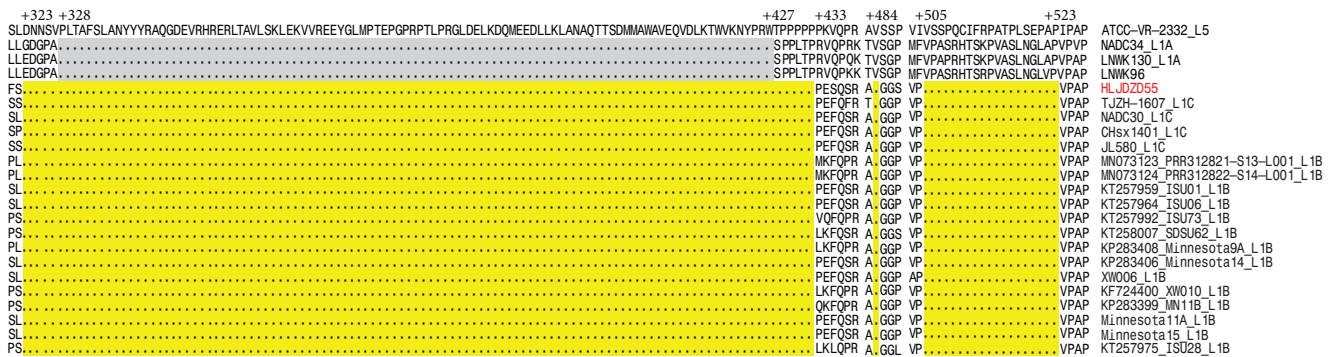 +323 +328 +427 +433 +484 +505 +523
SLDNNSVPLTAFSLANYYYRAQGDEVRHRERLTAVLSKLEKVVREEYGLMPTEPGPRPTLPRGLDELKDQMEEDLLKLANAQTTSDMMAWAVEQVDLKTWVKNYPRWTPPPPPPKVQPR AVSSP VIVSSPQCIFRPATPLSEPAPIPAP ATCC–VR–2332_L5
LLGDGPA....................................................................................................SPPLTPRVQPRK TVSGP MFVPASRHTSKPVASLNGLAPVPVP NADC34_L1A
LLEDGPA....................................................................................................SPPLTPRVQPQK TVSGP MFVPASRHTSKPVASLNGLAPVPAP LNWK130_L1A
LLEDGPA....................................................................................................SPPLTPRVQPKK TVSGP MFVPASRHTSRPVASLNGLVPVPAP LNWK96
FS...............................................................................................................PESQSR A.GGS VP...................VPAP HLJDZD55
SS...............................................................................................................PEFQFR T.GGP VP...................VPAP TJZH–1607_L1C
SL...............................................................................................................PEFQSR A.GGP VP...................VPAP NADC30_L1C
SP...............................................................................................................PEFQSR A.GGP VP...................VPAP CHsx1401_L1C
SS...............................................................................................................PEFQSR A.GGP VP...................VPAP JL580_L1C
PL...............................................................................................................MKFQPR A.GGP VP...................VPAP MN073123_PRR312821–S13–L001_L1B
PL...............................................................................................................MKFQPR A.GGP VP...................VPAP MN073124_PRR312822–S14–L001_L1B
SL...............................................................................................................PEFQSR A.GGP VP...................VPAP KT257959_ISU01_L1B
SL...............................................................................................................PEFQSR A.GGP VP...................VPAP KT257964_ISU06_L1B
PS...............................................................................................................VQFQPR A.GGP VP...................VPAP KT257992_ISU73_L1B
PS...............................................................................................................LKFQSR A.GGS VP...................VPAP KT258007_SDSU62_L1B
PL...............................................................................................................LKFQPR A.GGP VP...................VPAP KP283408_Minnesota9A_L1B
SL...............................................................................................................PEFQSR A.GGP VP...................VPAP KP283406_Minnesota14_L1B
SL...............................................................................................................PEFQSR A.GGP AP...................VPAP XW006_L1B
PS...............................................................................................................LKFQPR A.GGP VP...................VPAP KF724400_XW010_L1B
PS...............................................................................................................QKFQPR A.GGP VP...................VPAP KP283399_MN11B_L1B
SL...............................................................................................................PEFQSR A.GGP VP...................VPAP Minnesota11A_L1B
SL...............................................................................................................PEFQSR A.GGP VP...................VPAP Minnesota15_L1B
PS...............................................................................................................LKLQPR A.GGL VP...................VPAP KT257975_ISU28_L1B